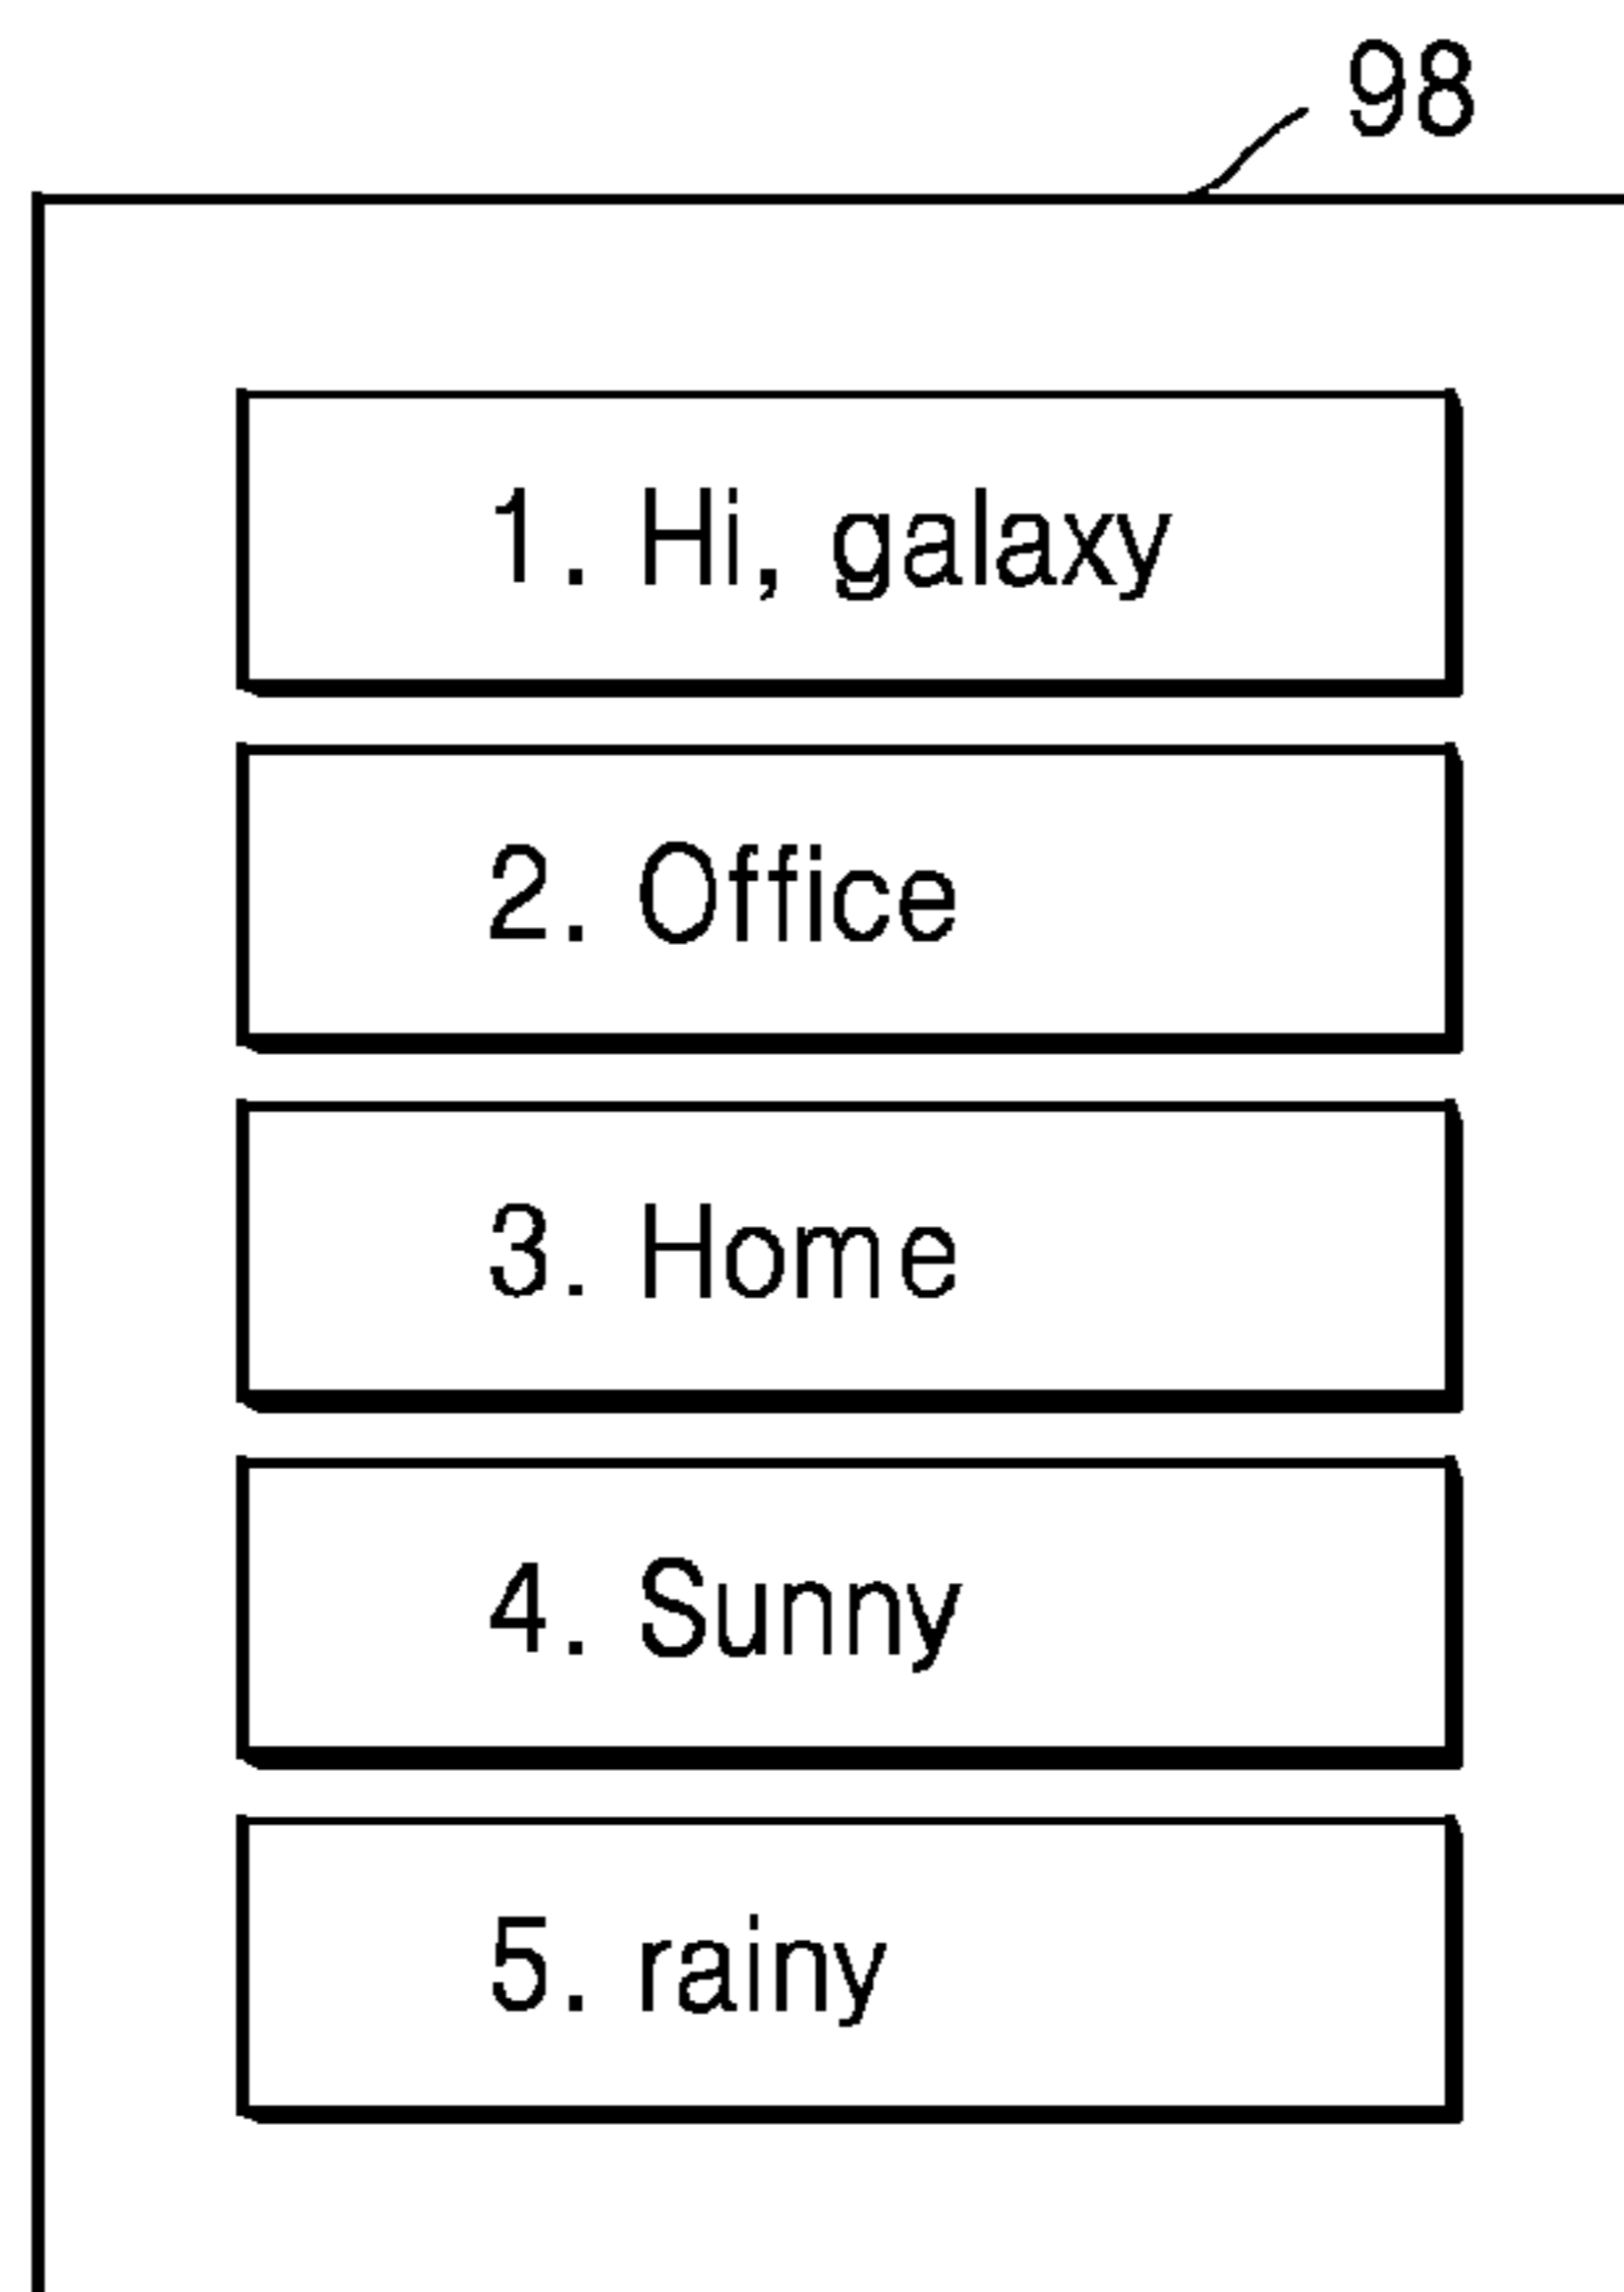 98
1. Hi, galaxy
2. Office
3. Home
4. Sunny
5. rainy